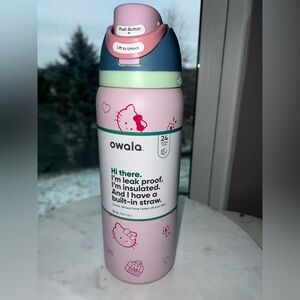 Push Button
Lift to Unlock
owala
24
Hi there.
I'm leak proof.
I'm insulated.
And I have a
built-in straw.